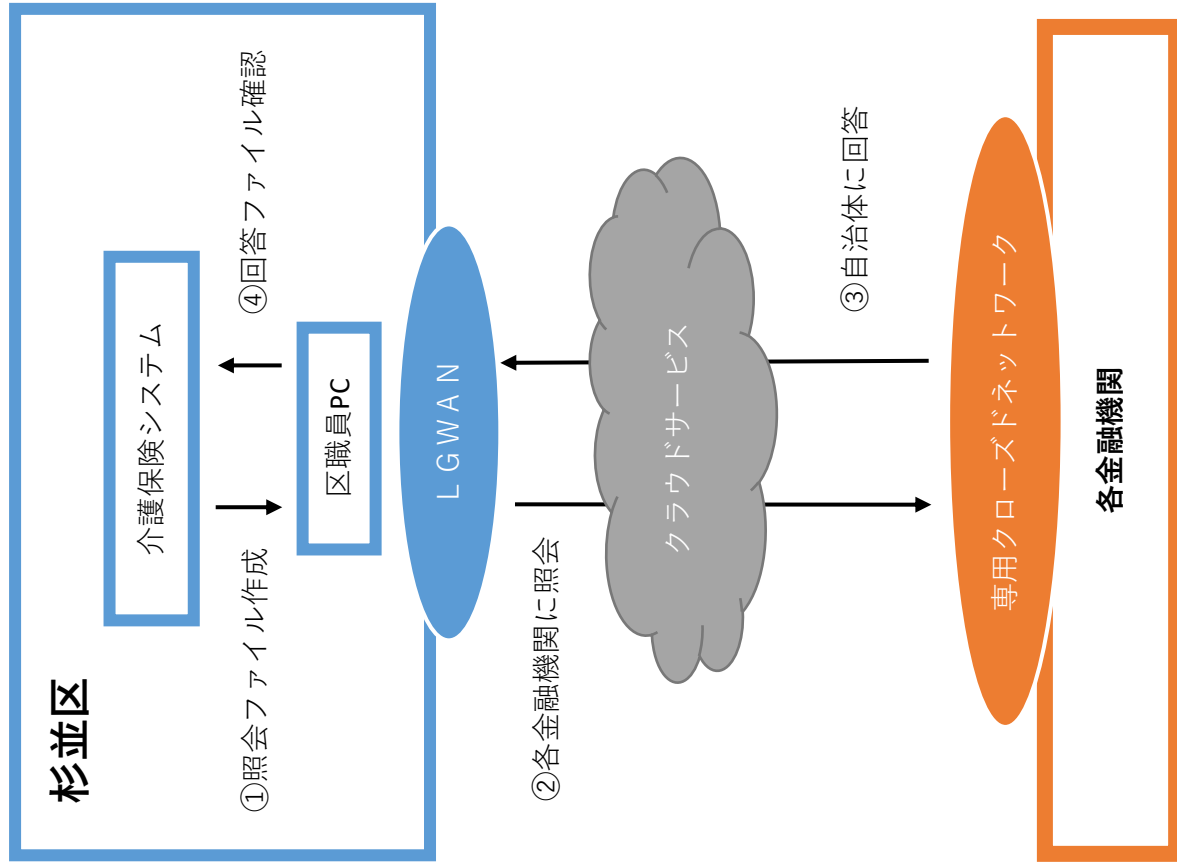 杉並区
介護保険システム
①照会ファイル作成
④回答ファイル確認
区職員PC
LGWAN
②各金融機関に照会
クラウドサービス
③自治体に回答
専用クローズドネットワーク
各金融機関